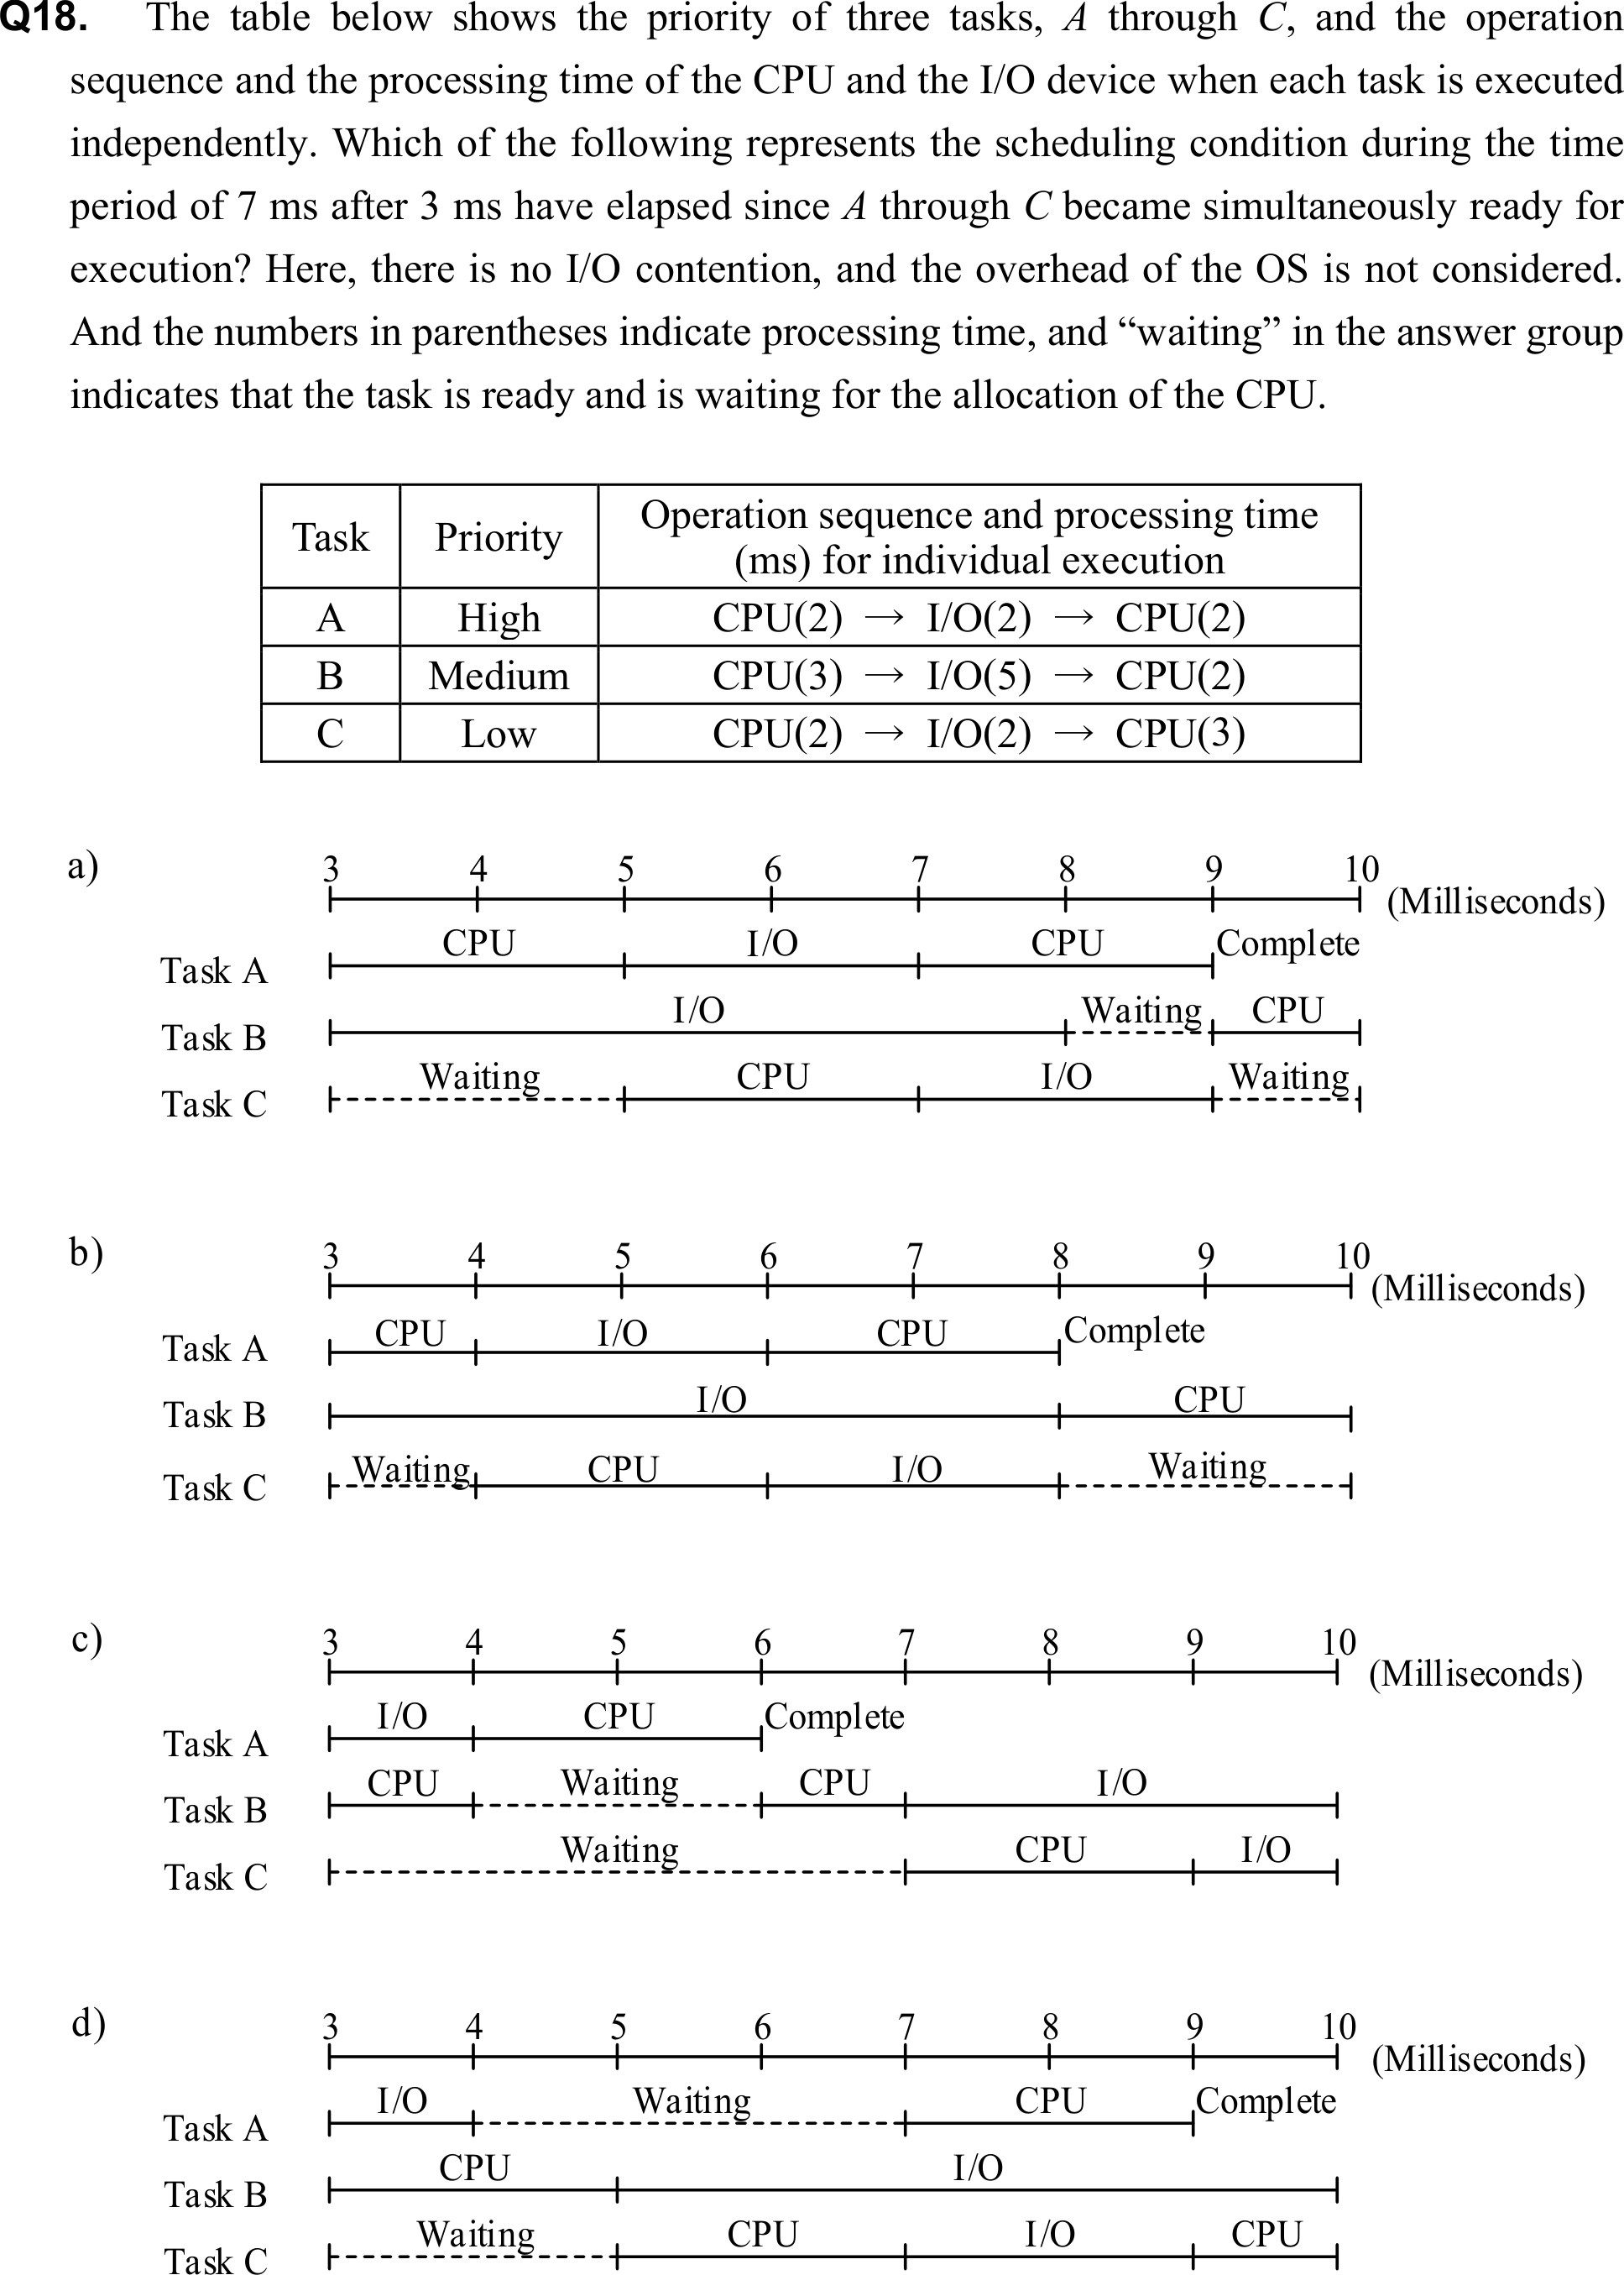 Q18. The table below shows the priority of three tasks, A through C, and the operation
sequence and the processing time of the CPU and the I/O device when each task is executed
independently. Which of the following represents the scheduling condition during the time
period of 7 ms after 3 ms have elapsed since A through C became simultaneously ready for
execution? Here, there is no I/O contention, and the overhead of the OS is not considered.
And the numbers in parentheses indicate processing time, and “waiting” in the answer group
indicates that the task is ready and is waiting for the allocation of the CPU.
Task Priority Operation sequence and processing time
(ms) for individual execution
A High CPU(2) → I/O(2) → CPU(2)
B Medium CPU(3) → I/O(5) → CPU(2)
C Low CPU(2) → I/O(2) → CPU(3)
a) 3 4 5 6 7 8 9 10
(Milliseconds)
CPU I/O CPU Complete
Task A
I/O Waiting CPU
Task B
Waiting CPU I/O Waiting
Task C
b) 3 4 5 6 7 8 9 10
(Milliseconds)
CPU I/O CPU Complete
Task A
I/O CPU
Task B
Waiting CPU I/O Waiting
Task C
c) 3 4 5 6 7 8 9 10
(Milliseconds)
I/O CPU Complete
Task A
CPU Waiting CPU I/O
Task B
Waiting CPU I/O
Task C
d) 3 4 5 6 7 8 9 10
(Milliseconds)
I/O Waiting CPU Complete
Task A
CPU I/O
Task B
Waiting CPU I/O CPU
Task C